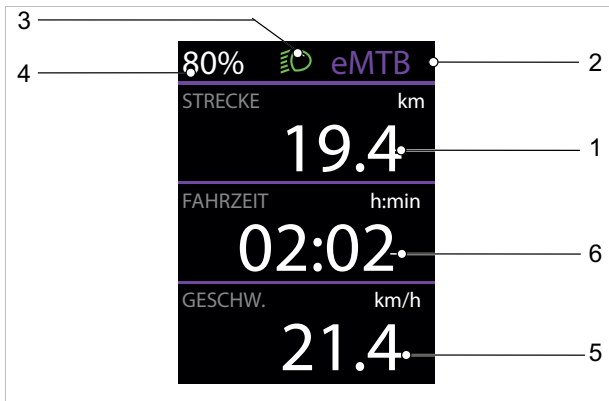 3
80% eMTB
4
2
STRECKE km
19.4
1
FAHRZEIT h:min
02:02
6
GESCHW. km/h
21.4
5